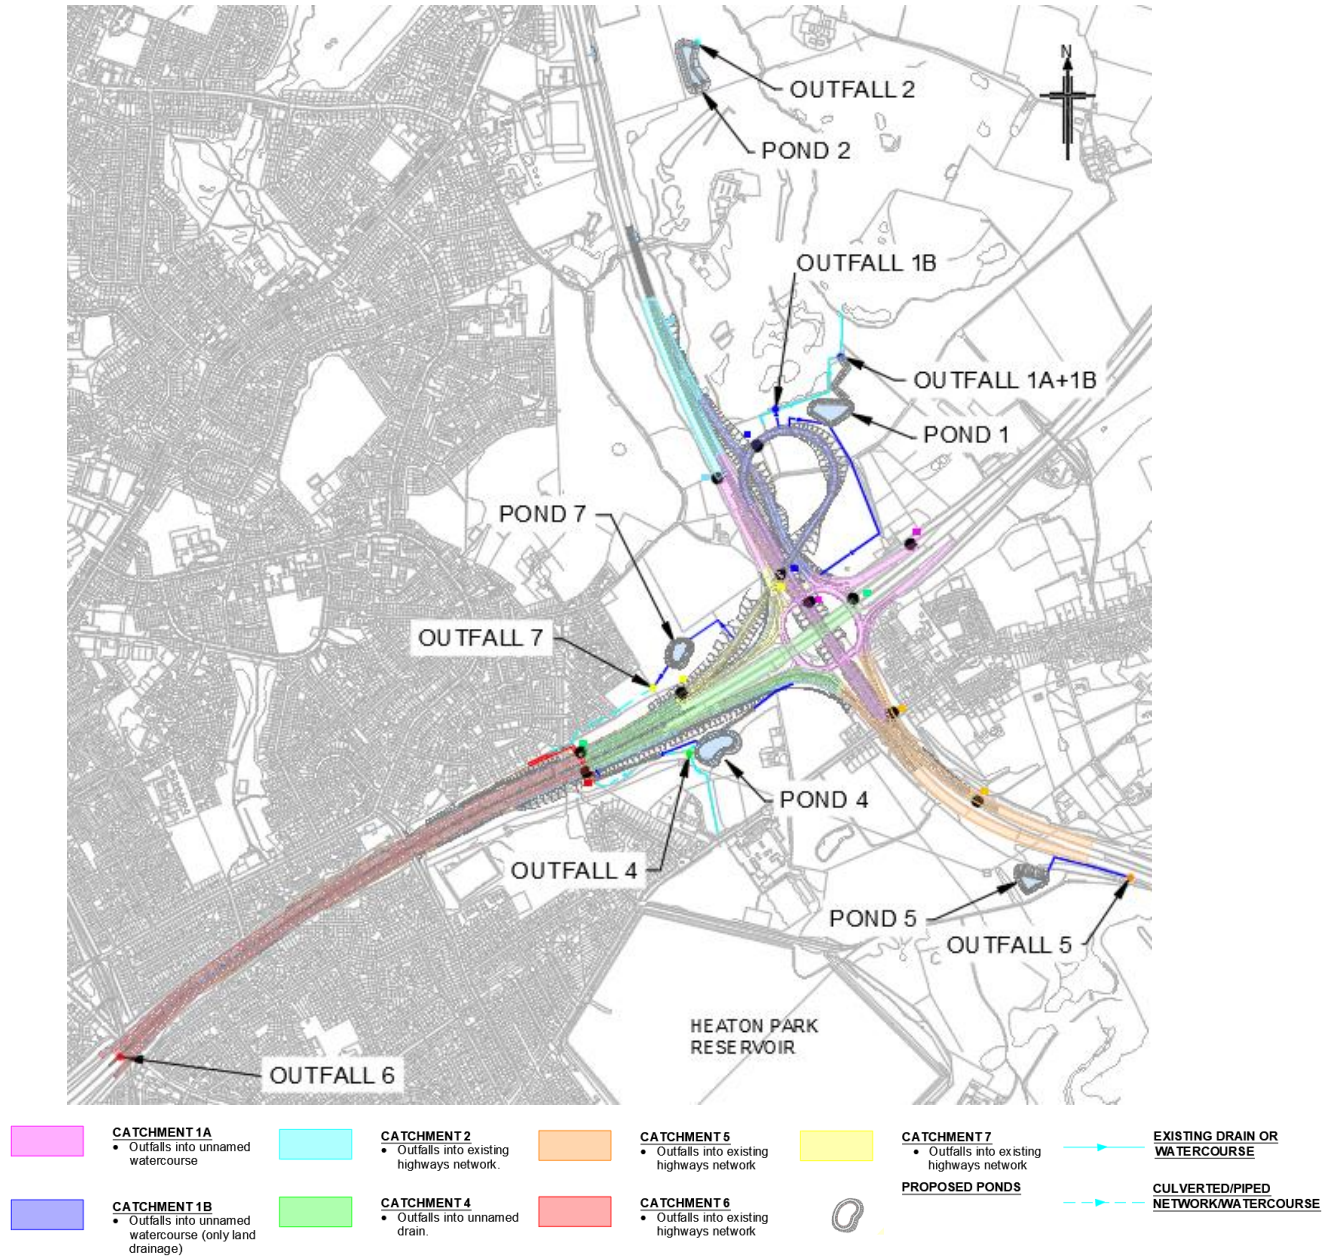 N
OUTFALL 2
POND 2
OUTFALL 1B
OUTFALL 1A+1B
POND 1
POND 7
OUTFALL 7
POND 4
OUTFALL 4
POND 5
OUTFALL 5
HEATON PARK
RESERVOIR
OUTFALL 6
CATCHMENT 1A
• Outfalls into unnamed
watercourse
CATCHMENT 2
• Outfalls into existing
highways network.
CATCHMENT 5
• Outfalls into existing
highways network
CATCHMENT 7
• Outfalls into existing
highways network
EXISTING DRAIN OR
WATERCOURSE
CATCHMENT 1B
• Outfalls into unnamed
watercourse (only land
drainage)
CATCHMENT 4
• Outfalls into unnamed
drain.
CATCHMENT 6
• Outfalls into existing
highways network
PROPOSED PONDS
CULVERTED/PIPED
NETWORK/WATERCOURSE